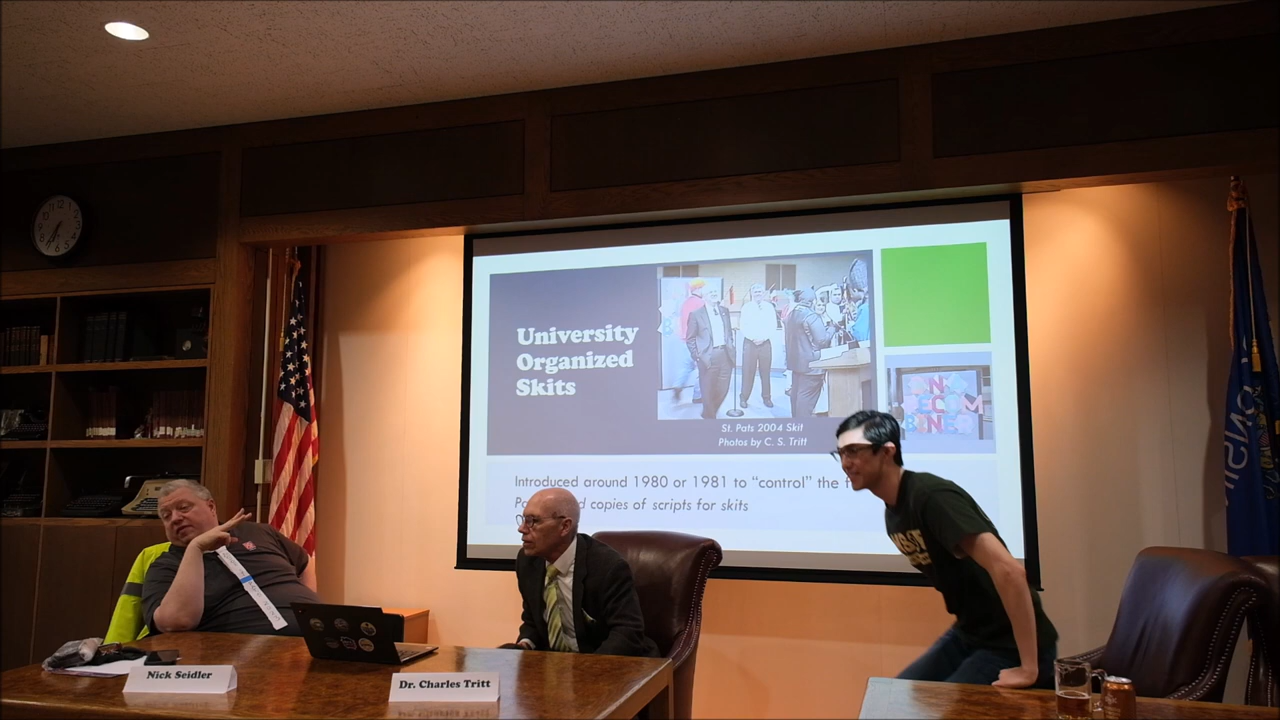 University
Organized
Skits
St. Pats 2004 Skit
Photos by C. S. Tritt
Introduced around 1980 or 1981 to “control” the
copies of scripts for skits
Nick Seidler
Dr. Charles Tritt